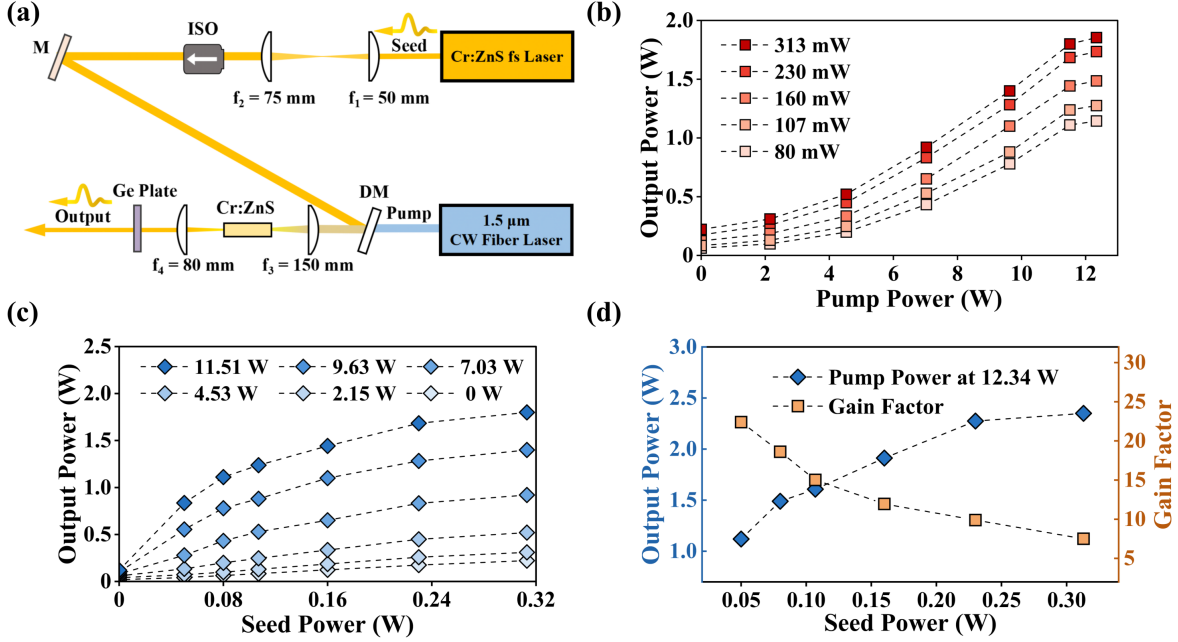 (a)
M
ISO
Seed
Cr:ZnS fs Laser
f₂ = 75 mm
f₁ = 50 mm
Ge Plate
Output
Cr:ZnS
DM
Pump
1.5 μm
CW Fiber Laser
f₄ = 80 mm
f₃ = 150 mm
(b)
2.0
1.5
1.0
0.5
0
Output Power (W)
313 mW
230 mW
160 mW
107 mW
80 mW
0 2 4 6 8 10 12
Pump Power (W)
(c)
2.5
2.0
1.5
1.0
0.5
0.0
Output Power (W)
11.51 W 9.63 W 7.03 W
4.53 W 2.15 W 0 W
0 0.08 0.16 0.24 0.32
Seed Power (W)
(d)
3.0
2.5
2.0
1.5
1.0
Output Power (W)
Pump Power at 12.34 W
Gain Factor
30
25
20
15
10
5
Gain Factor
0.05 0.10 0.15 0.20 0.25 0.30
Seed Power (W)